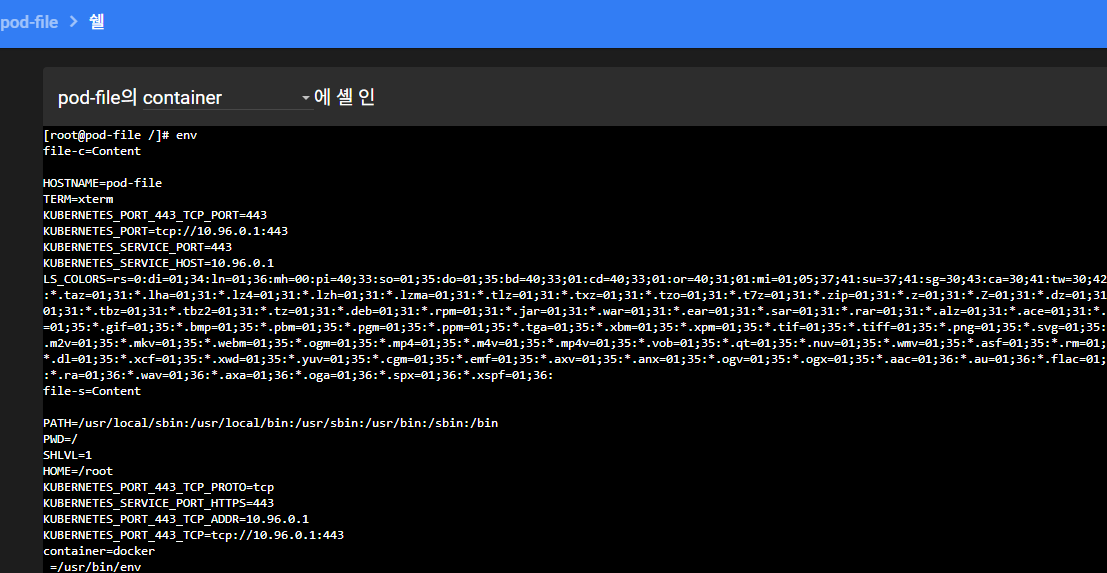 pod-file > 쉘
pod-file의 container 에 셸 인
[root@pod-file /]# env
file-c=Content
HOSTNAME=pod-file
TERM=xterm
KUBERNETES_PORT_443_TCP_PORT=443
KUBERNETES_PORT=tcp://10.96.0.1:443
KUBERNETES_SERVICE_PORT=443
KUBERNETES_SERVICE_HOST=10.96.0.1
LS_COLORS=rs=0:di=01;34:ln=01;36:mh=00:pi=40;33:so=01;35:do=01;35:bd=40;33;01:cd=40;33;01:or=40;31;01:mi=01;05;37;41:su=37;41:sg=30;43:ca=30;41:tw=30;42
:*.taz=01;31:*.lha=01;31:*.lz4=01;31:*.lzh=01;31:*.lzma=01;31:*.tlz=01;31:*.txz=01;31:*.tzo=01;31:*.t7z=01;31:*.zip=01;31:*.z=01;31:*.Z=01;31:*.dz=01;31
01;31:*.tbz=01;31:*.tbz2=01;31:*.tz=01;31:*.deb=01;31:*.rpm=01;31:*.jar=01;31:*.war=01;31:*.ear=01;31:*.sar=01;31:*.rar=01;31:*.alz=01;31:*.ace=01;31:*.
=01;35:*.gif=01;35:*.bmp=01;35:*.pbm=01;35:*.pgm=01;35:*.ppm=01;35:*.tga=01;35:*.xbm=01;35:*.xpm=01;35:*.tif=01;35:*.tiff=01;35:*.png=01;35:*.svg=01;35:
.m2v=01;35:*.mkv=01;35:*.webm=01;35:*.ogm=01;35:*.mp4=01;35:*.m4v=01;35:*.mp4v=01;35:*.vob=01;35:*.qt=01;35:*.nuv=01;35:*.wmv=01;35:*.asf=01;35:*.rm=01;
*.dl=01;35:*.xcf=01;35:*.xwd=01;35:*.yuv=01;35:*.cgm=01;35:*.emf=01;35:*.axv=01;35:*.anx=01;35:*.ogv=01;35:*.ogx=01;35:*.aac=01;36:*.au=01;36:*.flac=01;
:*.ra=01;36:*.wav=01;36:*.axa=01;36:*.oga=01;36:*.spx=01;36:*.xspf=01;36:
file-s=Content
PATH=/usr/local/sbin:/usr/local/bin:/usr/sbin:/usr/bin:/sbin:/bin
PWD=/
SHLVL=1
HOME=/root
KUBERNETES_PORT_443_TCP_PROTO=tcp
KUBERNETES_SERVICE_PORT_HTTPS=443
KUBERNETES_PORT_443_TCP_ADDR=10.96.0.1
KUBERNETES_PORT_443_TCP=tcp://10.96.0.1:443
container=docker
=/usr/bin/env